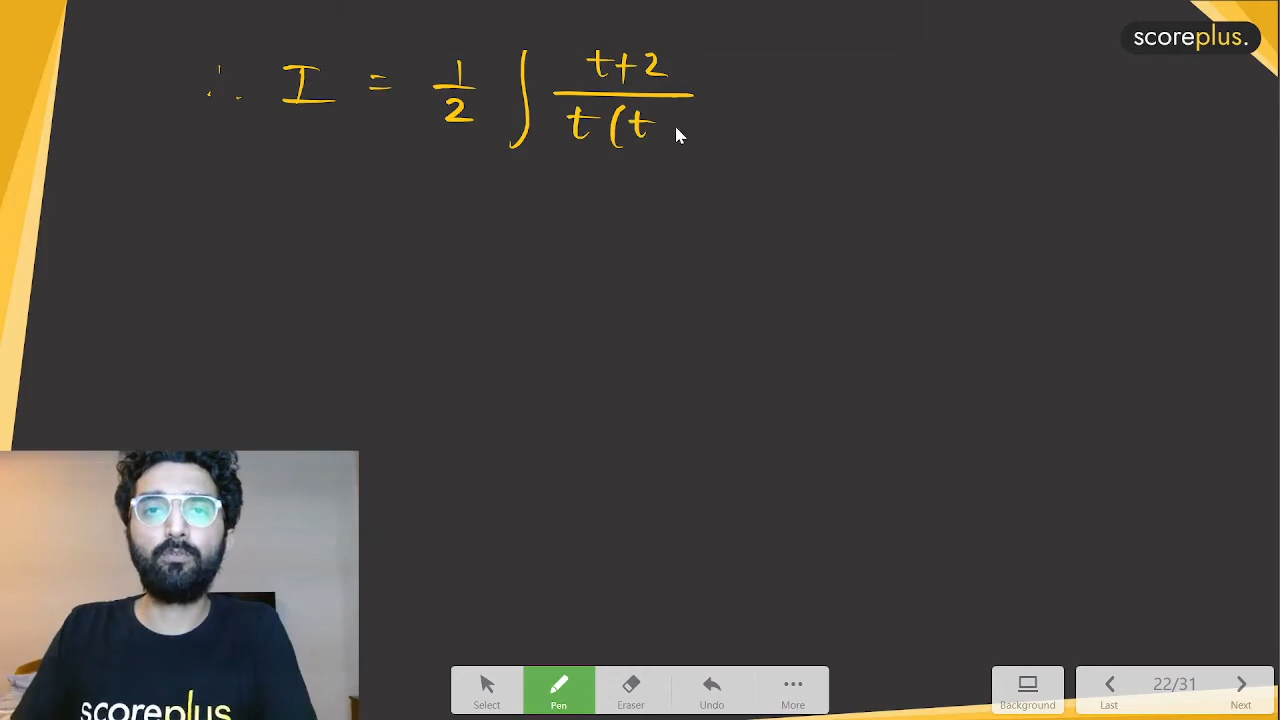 scoreplus.
∴ I = 1/2 ∫ t+2 / t(t
scoreplus
Select Pen Eraser Undo More Background Last 22/31 Next